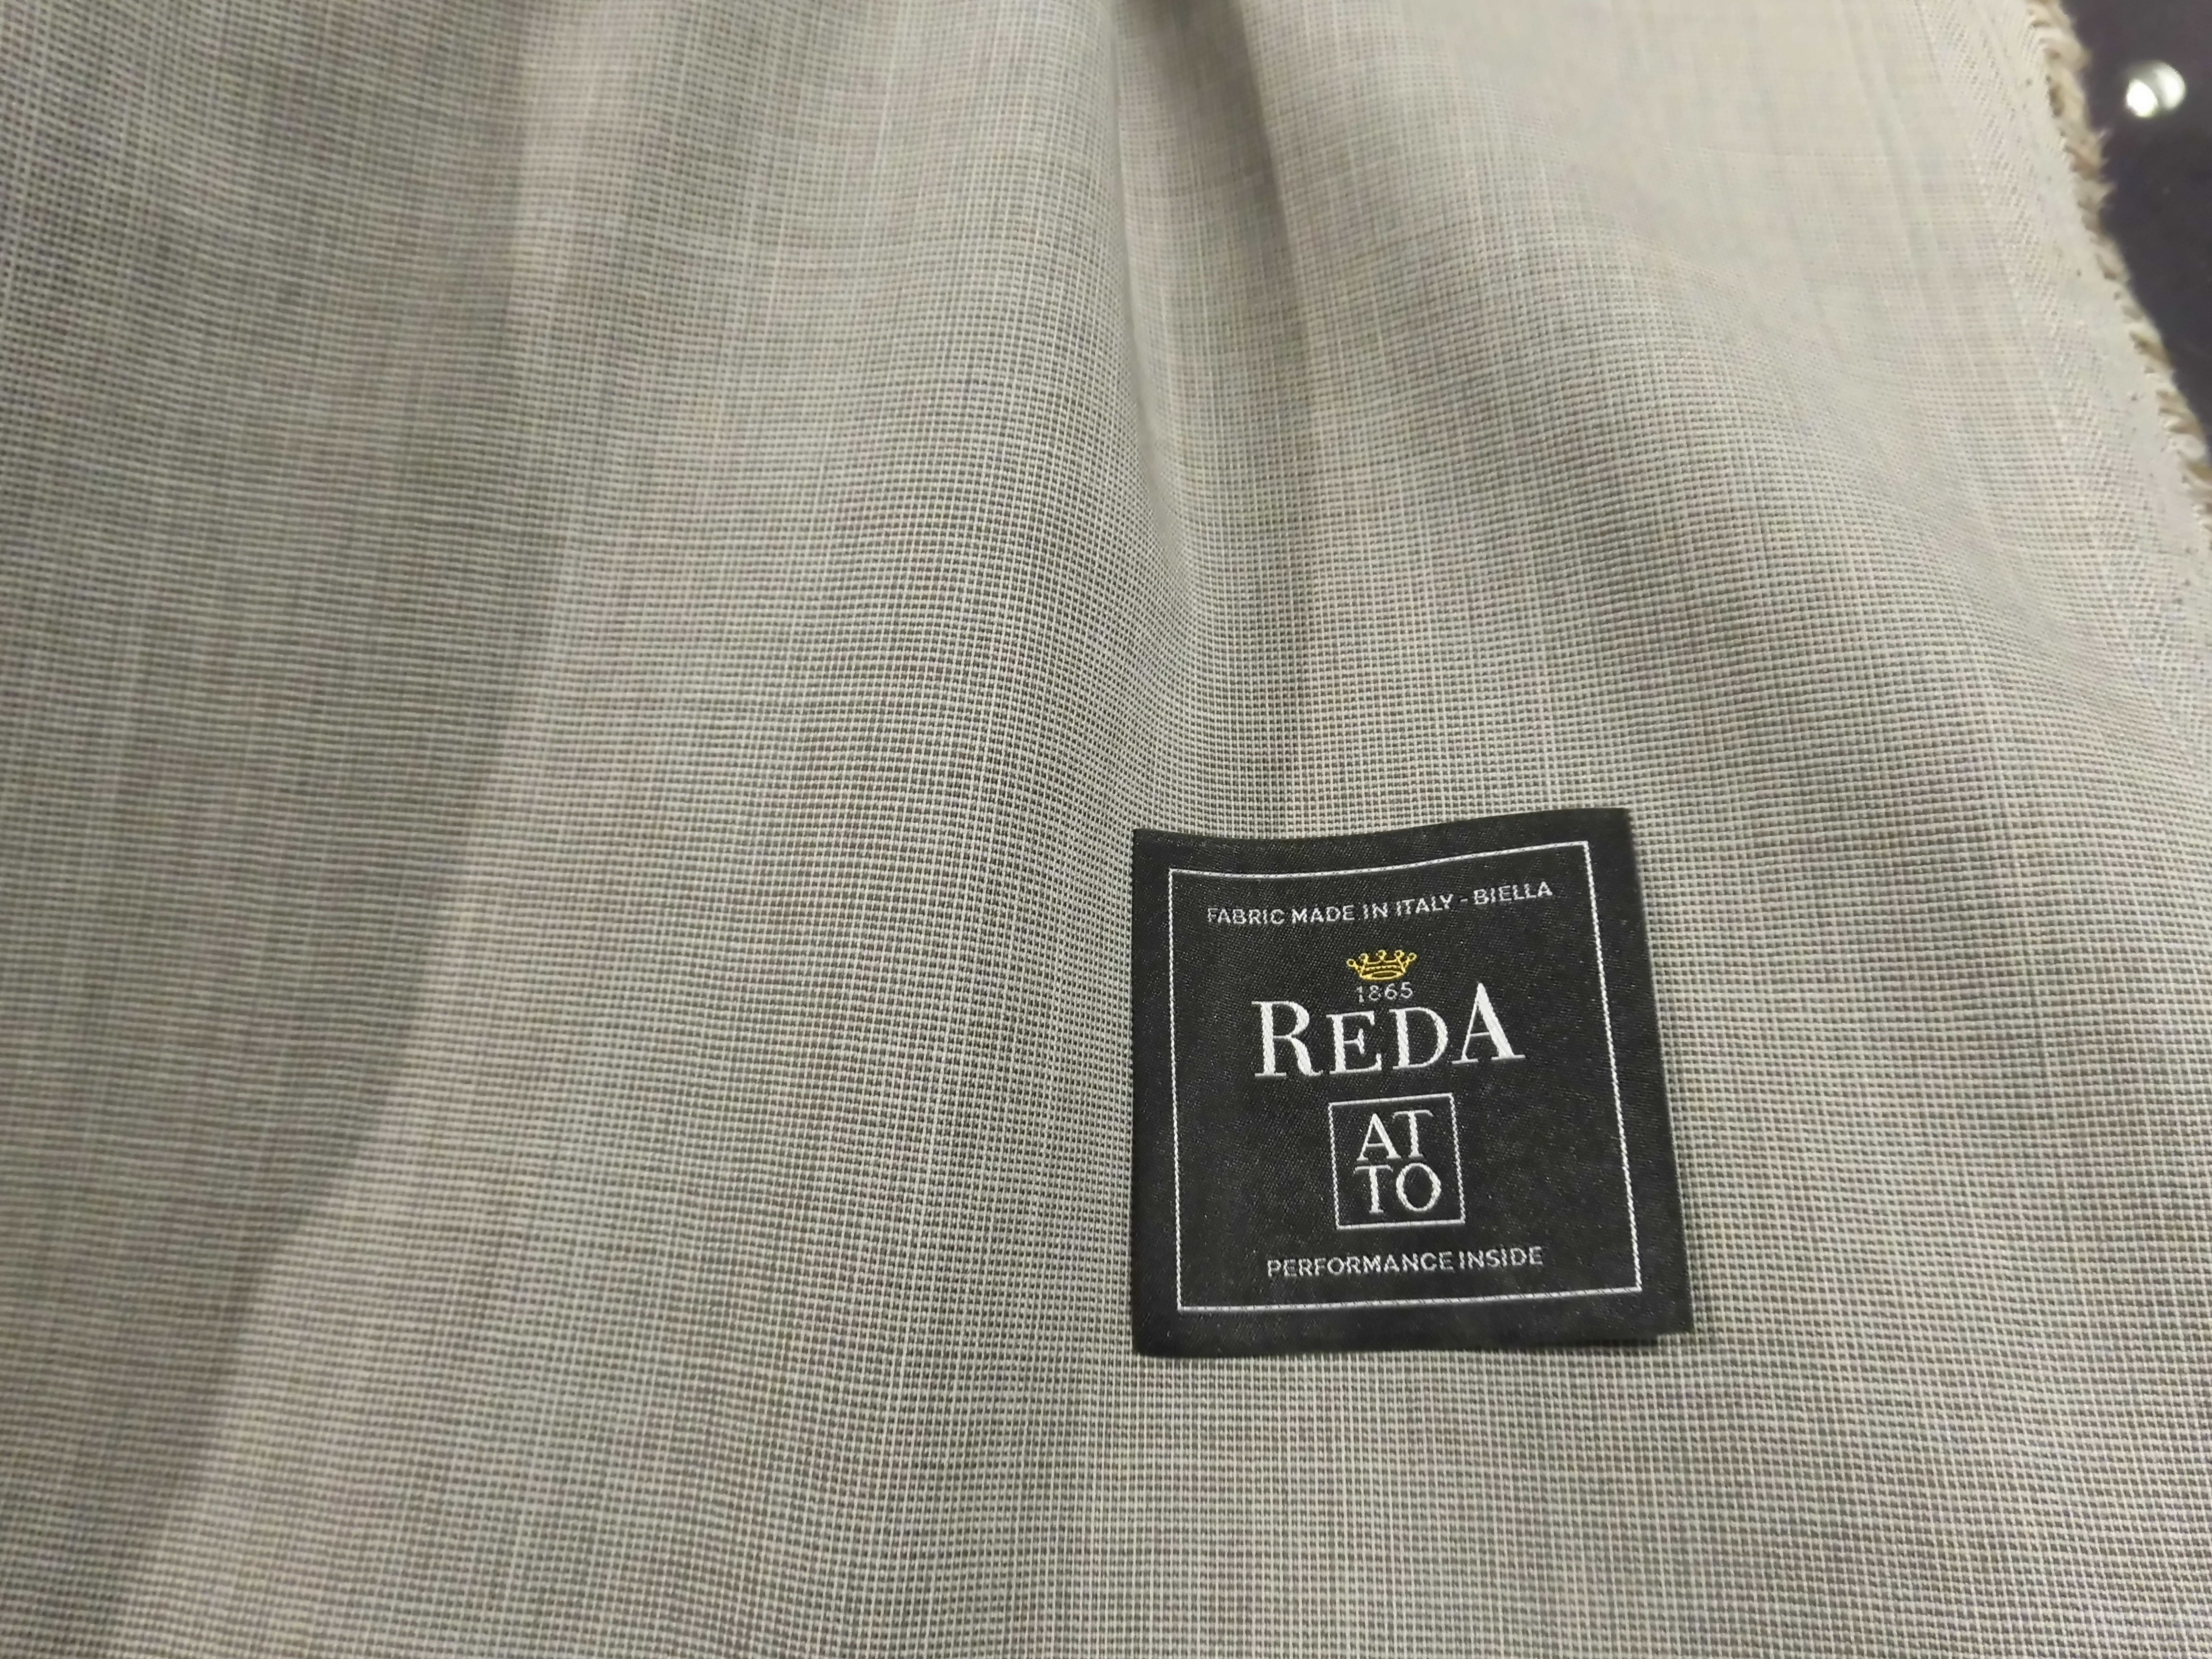 FABRIC MADE IN ITALY - BIELLA
1865
REDA
AT
TO
PERFORMANCE INSIDE